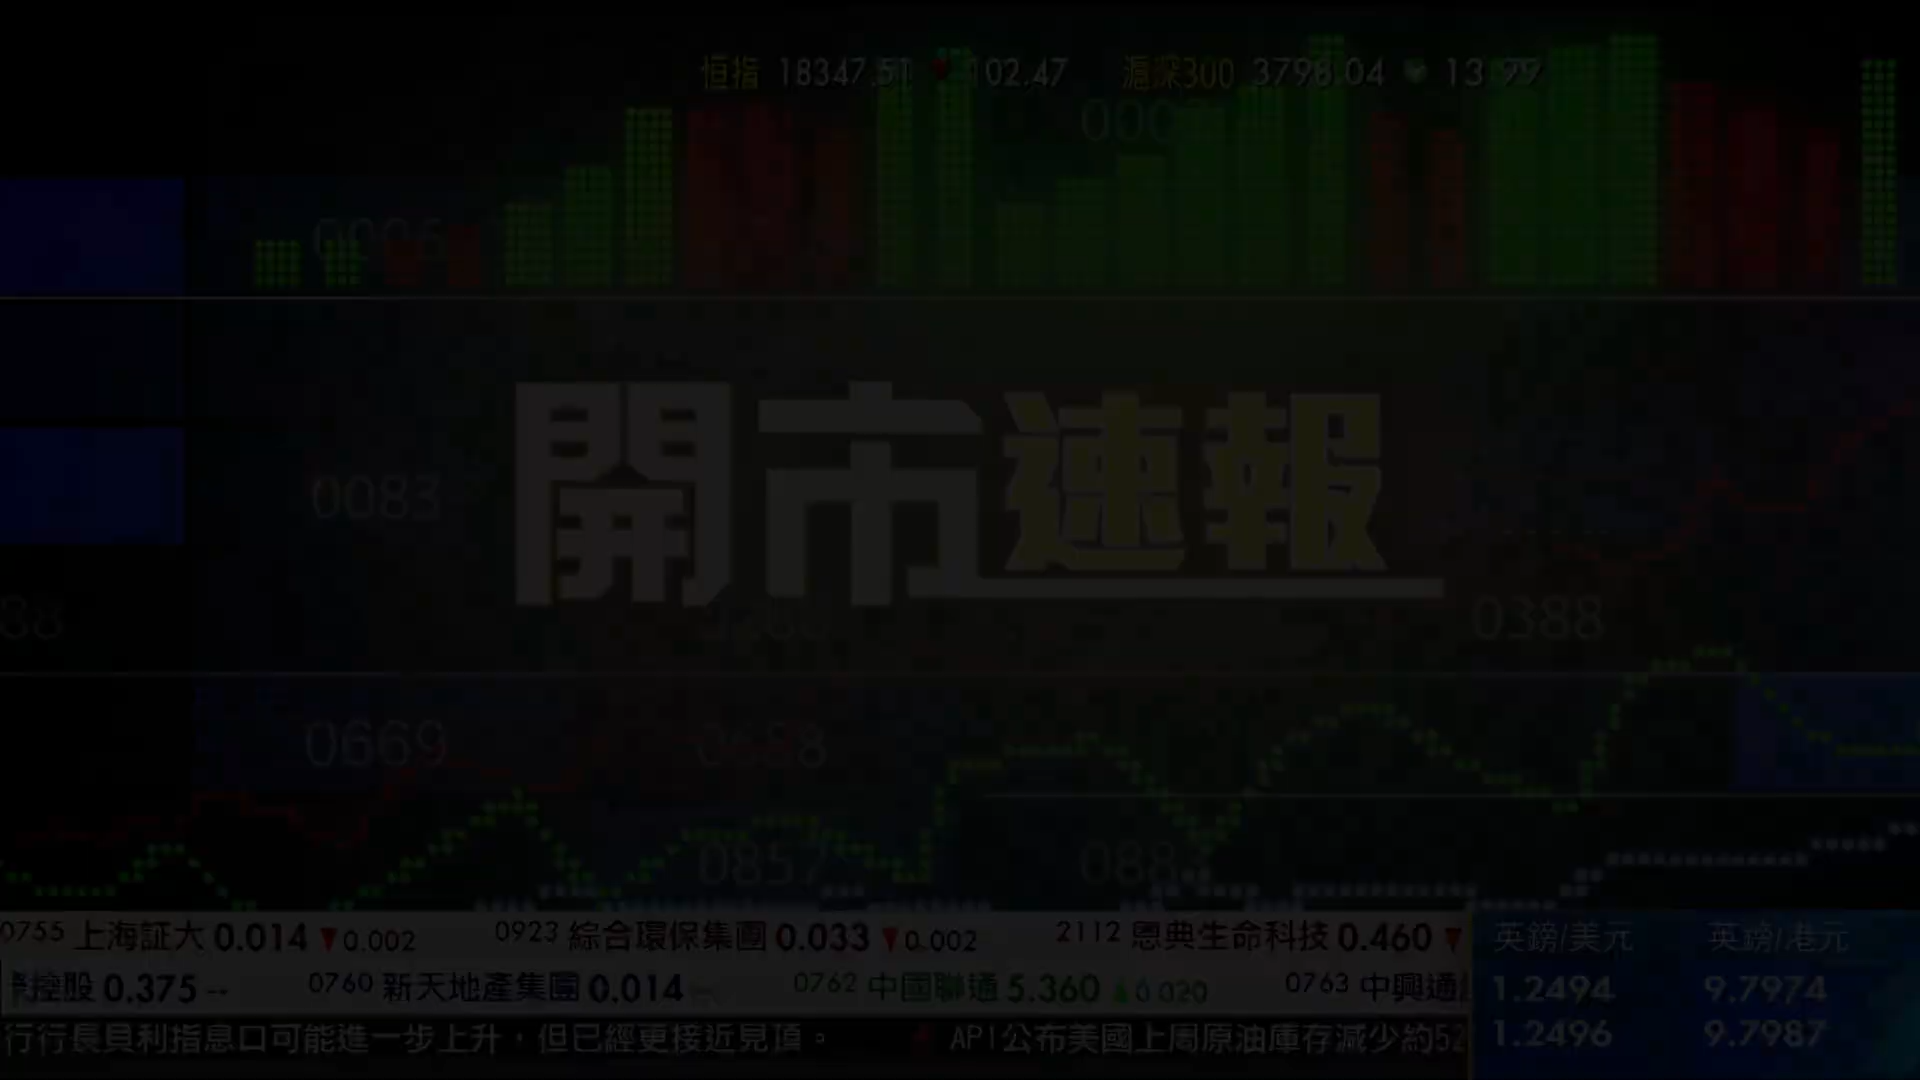 恒指 18347.51 ▼ 102.47 滬深300 3798.04 13.99
000
0006
開市速報
0083
88
0388
0669
0688
0857
088
0755 上海証大 0.014 ▼0.002 0923 綜合環保集團 0.033 ▼0.002 2112 恩典生命科技 0.460 ▼
控股 0.375 -- 0760 新天地產集團 0.014 -- 0762 中國聯通 5.360 ▲0.020 0763 中興通
行行長貝利指息口可能進一步上升，但已經更接近見頂。 API公布美國上周原油庫存減少約52
英鎊/美元 英鎊/港元
1.2494 9.7974
1.2496 9.7987